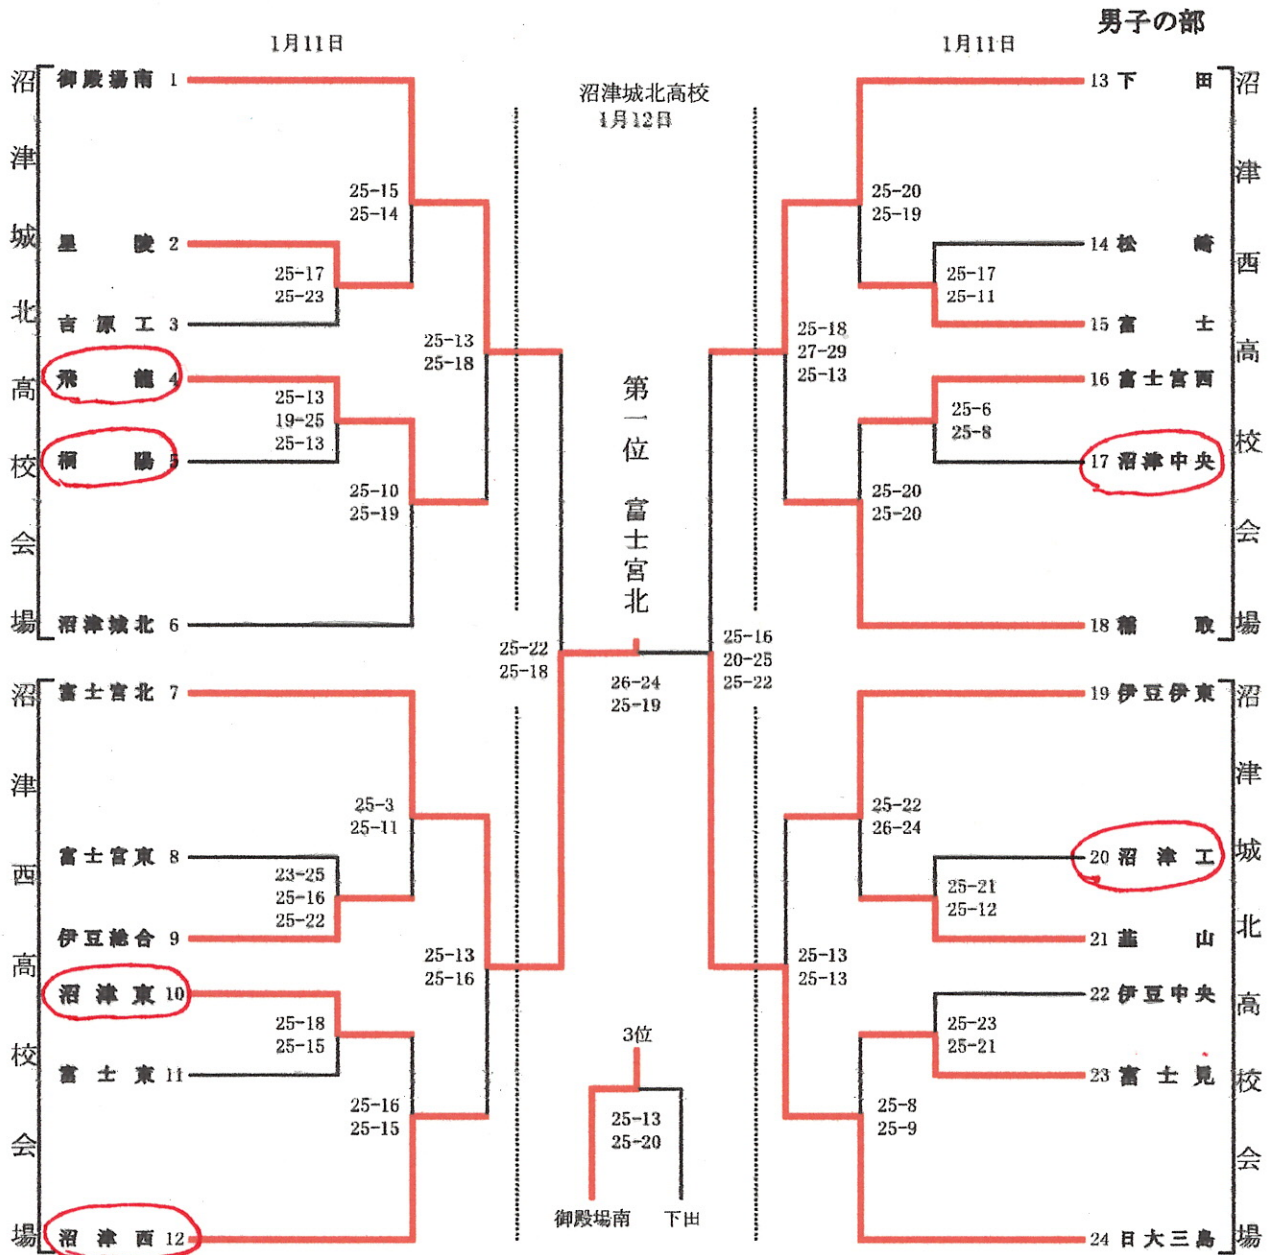 男子の部
1月11日
1月11日
沼津城北高校
1月12日
沼津城北高校会場
御殿場南 1
25-15
25-14
星陵 2
25-17
25-23
吉原工 3
25-13
25-18
飛龍 4
25-13
19-25
25-13
桐陽 5
25-10
25-19
沼津城北 6
沼津西高校会場
富士宮北 7
25-3
25-11
富士宮東 8
23-25
25-16
25-22
伊豆総合 9
25-13
25-16
沼津東 10
25-18
25-15
富士東 11
25-16
25-15
沼津西 12
第一位 富士宮北
25-22
25-18
26-24
25-19
25-16
20-25
25-22
3位
25-13
25-20
御殿場南 下田
沼津西高校会場
13 下田
25-20
25-19
14 松崎
25-17
25-11
15 富士
25-18
27-29
25-13
16 富士宮西
25-6
25-8
17 沼津中央
25-20
25-20
18 稲取
沼津城北高校会場
19 伊豆伊東
25-22
26-24
20 沼津工
25-21
25-12
21 韮山
25-13
25-13
22 伊豆中央
25-23
25-21
23 富士見
25-8
25-9
24 日大三島